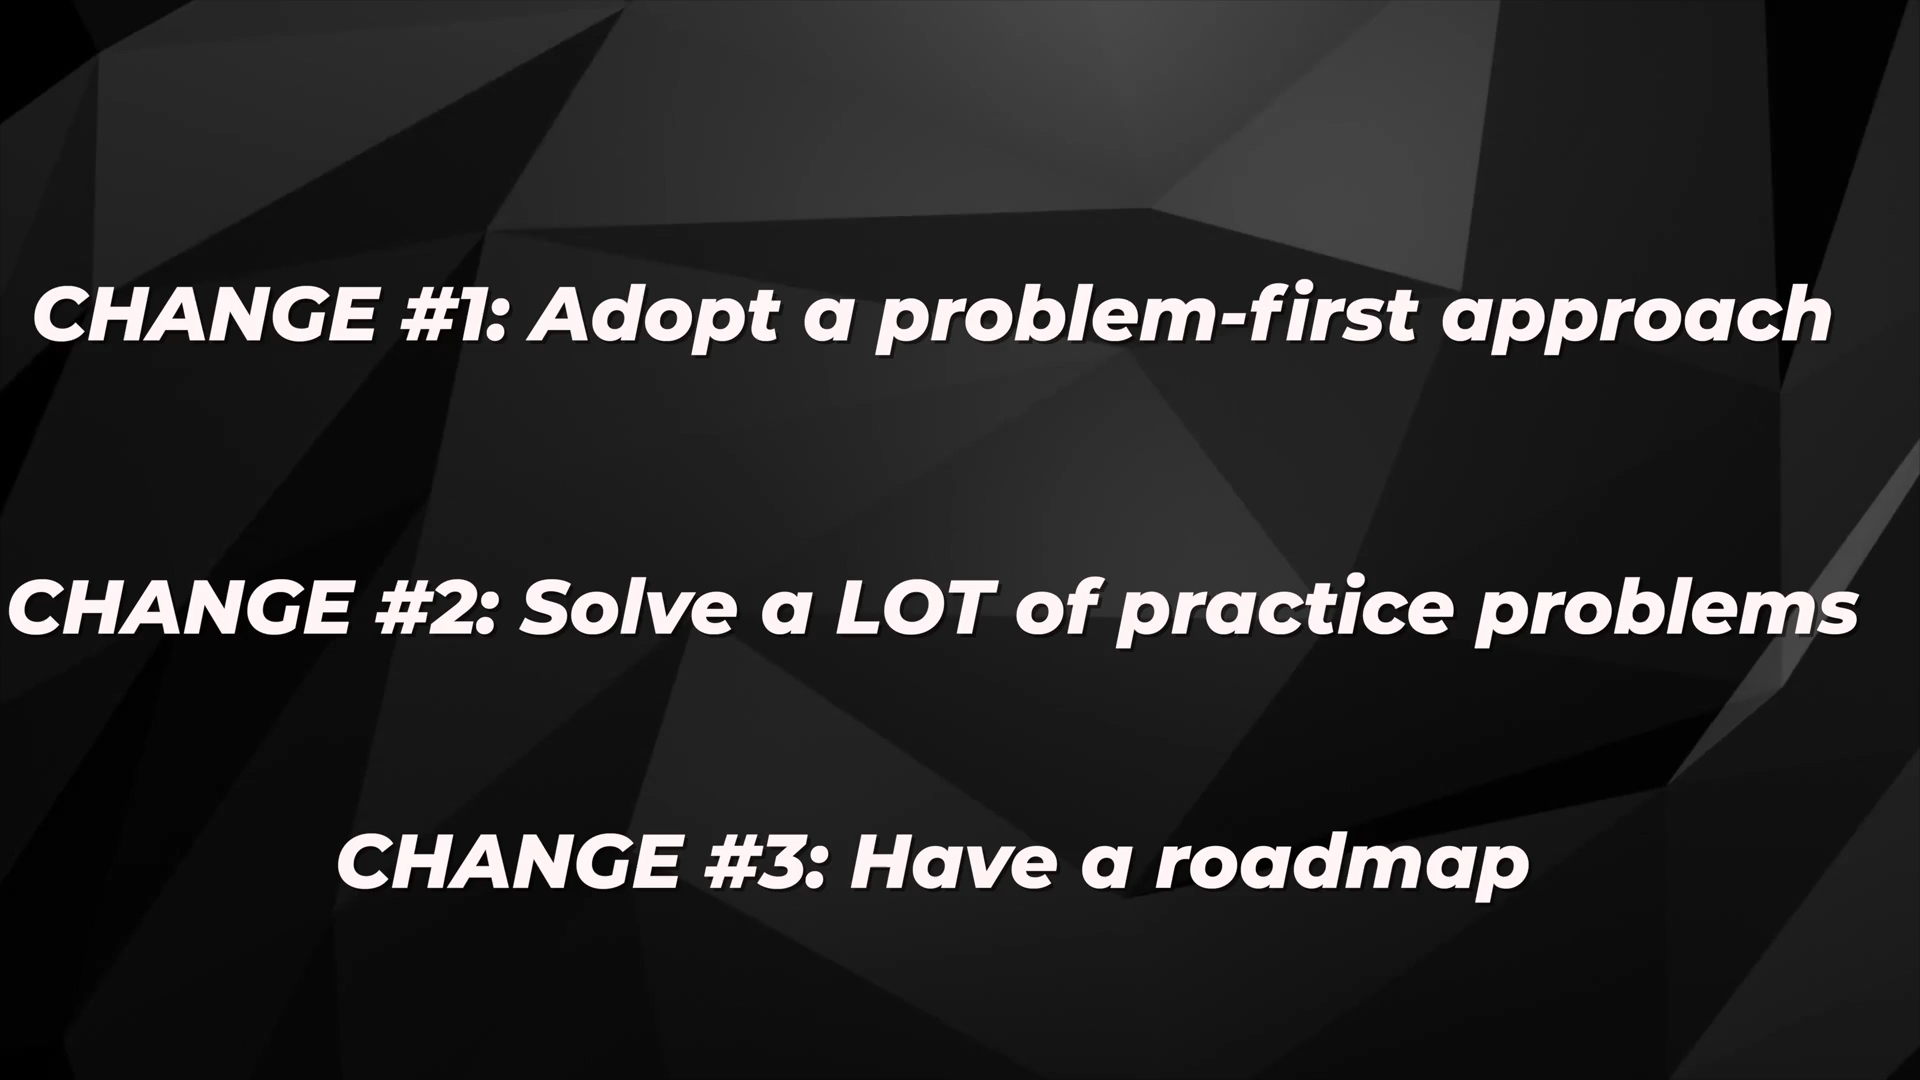 CHANGE #1: Adopt a problem-first approach
CHANGE #2: Solve a LOT of practice problems
CHANGE #3: Have a roadmap